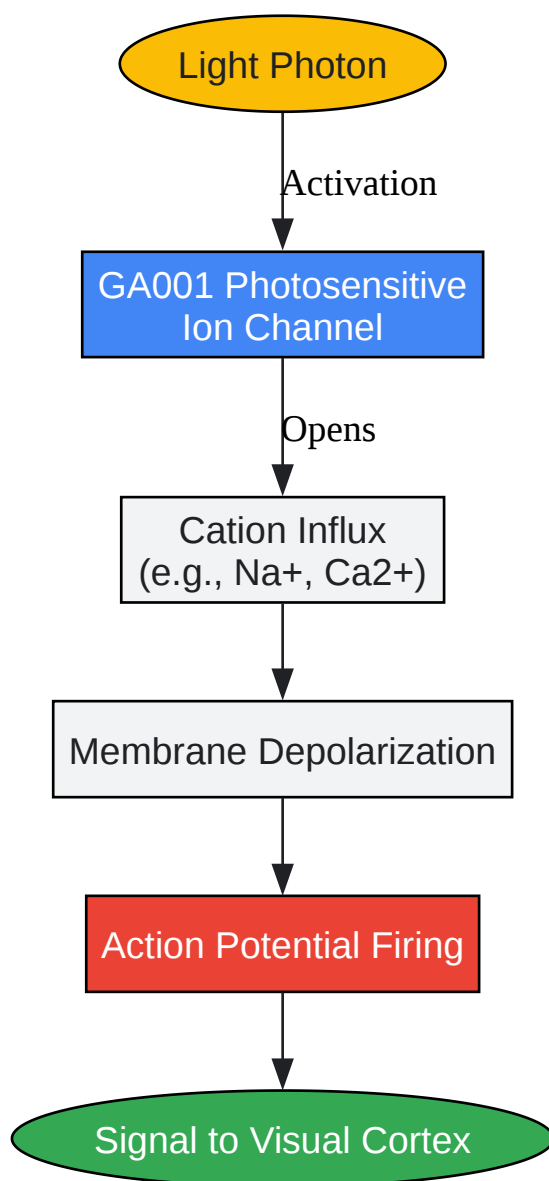 Light Photon
Activation
GA001 Photosensitive
Ion Channel
Opens
Cation Influx
(e.g., Na+, Ca2+)
Membrane Depolarization
Action Potential Firing
Signal to Visual Cortex